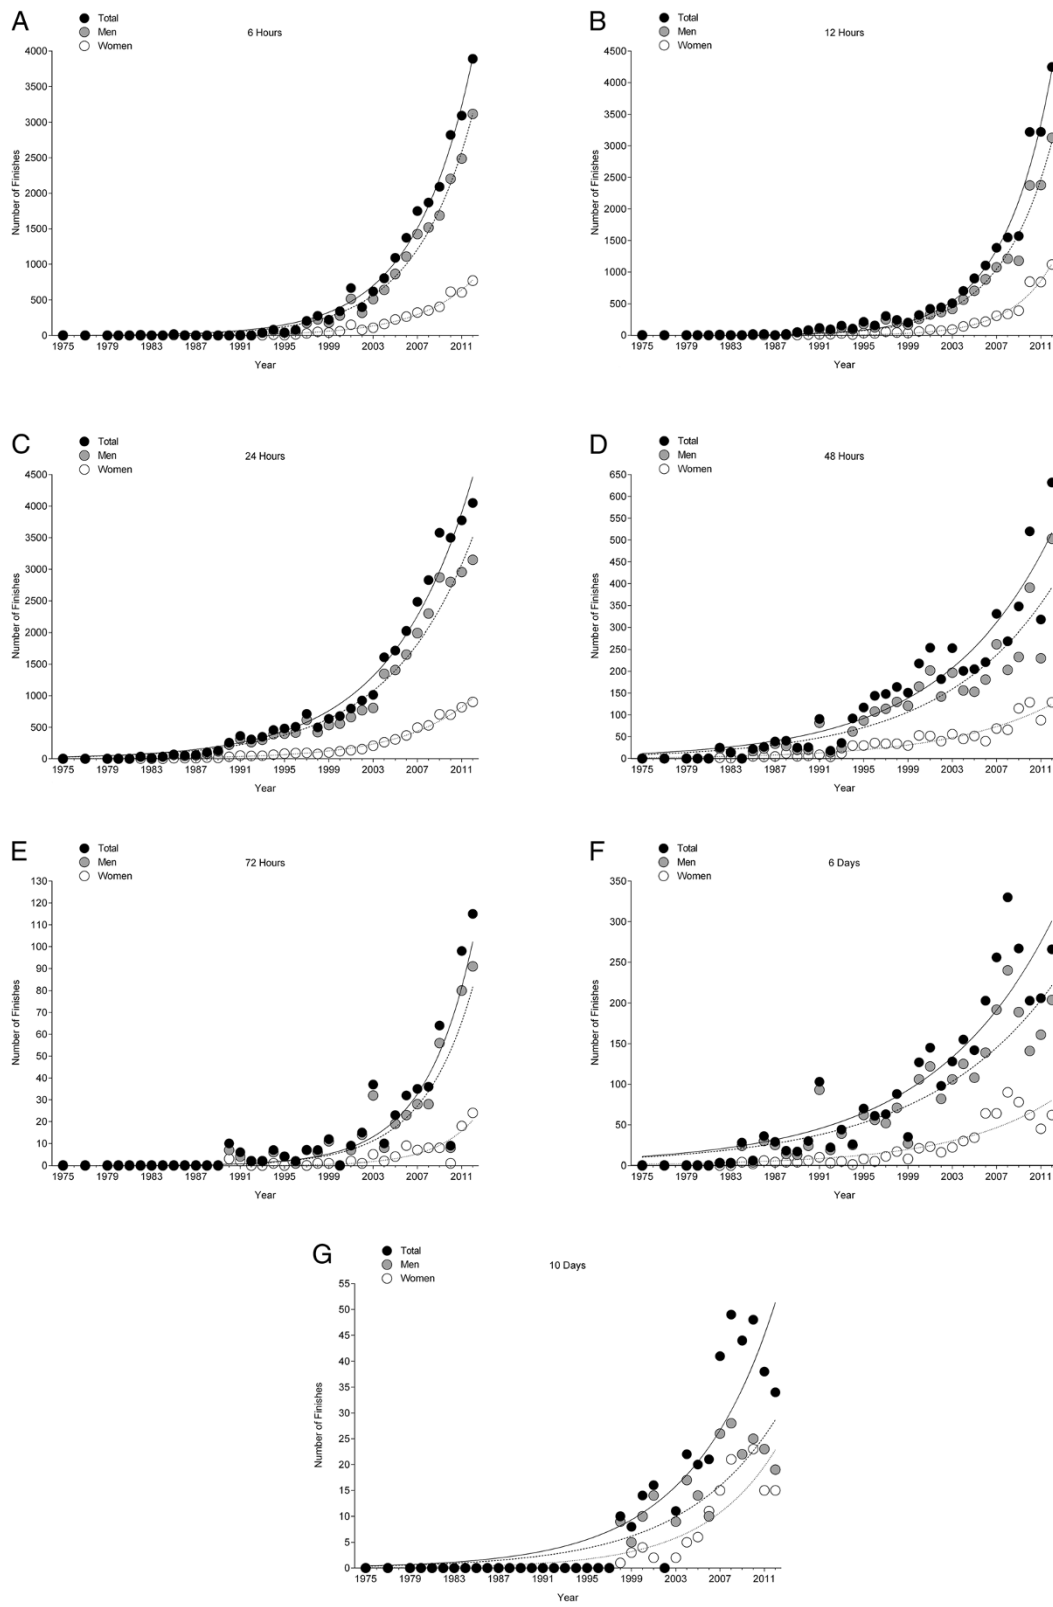 A
Total
Men
Women
6 Hours
4000
3500
3000
2500
2000
1500
1000
500
0
Number of Finishes
1975 1979 1983 1987 1991 1995 1999 2003 2007 2011
Year
B
Total
Men
Women
12 Hours
4500
4000
3500
3000
2500
2000
1500
1000
500
0
Number of Finishes
1975 1979 1983 1987 1991 1995 1999 2003 2007 2011
Year
C
Total
Men
Women
24 Hours
4500
4000
3500
3000
2500
2000
1500
1000
500
0
Number of Finishes
1975 1979 1983 1987 1991 1995 1999 2003 2007 2011
Year
D
Total
Men
Women
48 Hours
650
600
550
500
450
400
350
300
250
200
150
100
50
0
Number of Finishes
1975 1979 1983 1987 1991 1995 1999 2003 2007 2011
Year
E
Total
Men
Women
72 Hours
130
120
110
100
90
80
70
60
50
40
30
20
10
0
Number of Finishes
1975 1979 1983 1987 1991 1995 1999 2003 2007 2011
Year
F
Total
Men
Women
6 Days
350
300
250
200
150
100
50
0
Number of Finishes
1975 1979 1983 1987 1991 1995 1999 2003 2007 2011
Year
G
Total
Men
Women
10 Days
55
50
45
40
35
30
25
20
15
10
5
0
Number of Finishes
1975 1979 1983 1987 1991 1995 1999 2003 2007 2011
Year